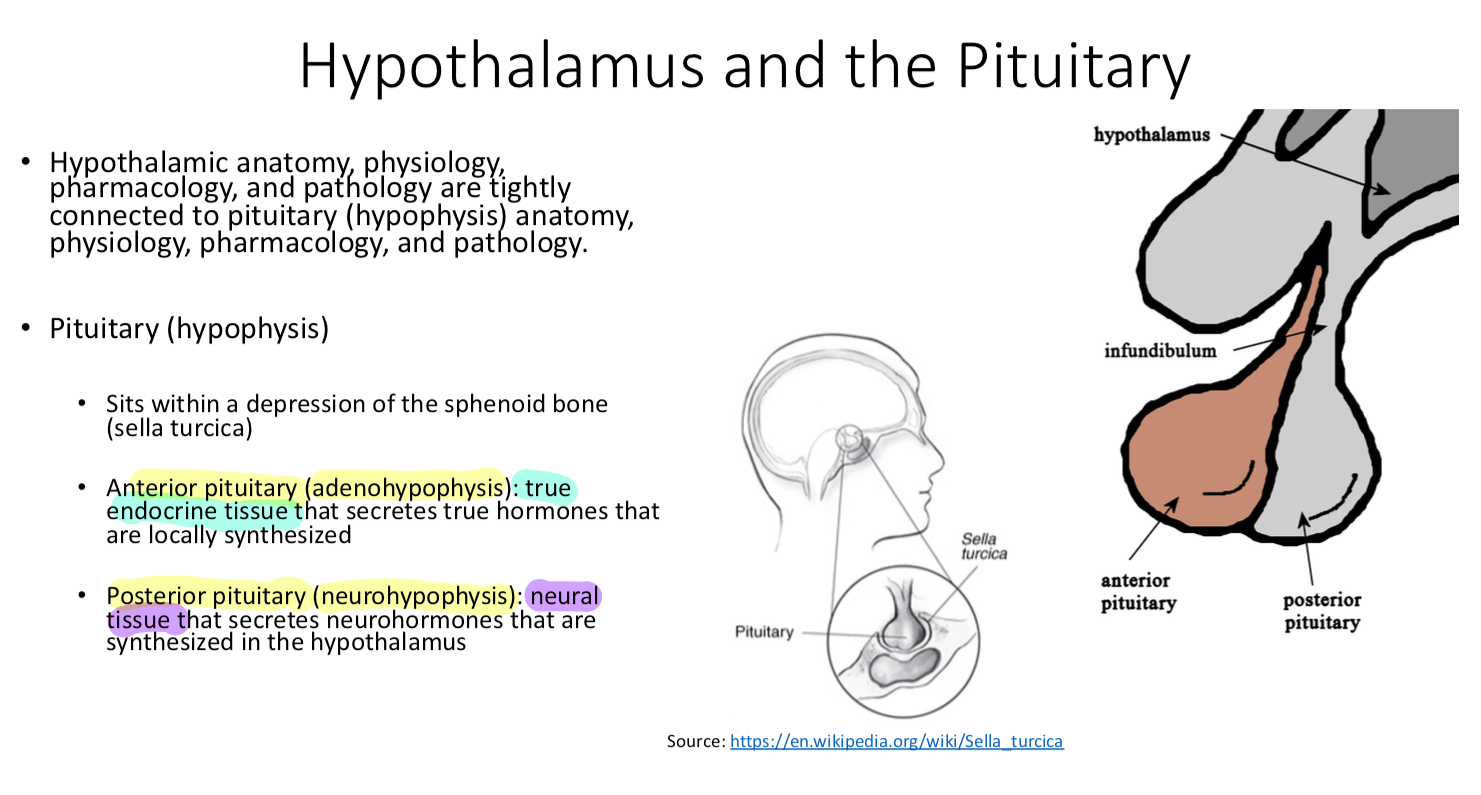 Hypothalamus and the Pituitary
• Hypothalamic anatomy, physiology,
pharmacology, and pathology are tightly
connected to pituitary (hypophysis) anatomy,
physiology, pharmacology, and pathology.
• Pituitary (hypophysis)
• Sits within a depression of the sphenoid bone
(sella turcica)
• Anterior pituitary (adenohypophysis): true
endocrine tissue that secretes true hormones that
are locally synthesized
• Posterior pituitary (neurohypophysis): neural
tissue that secretes neurohormones that are
synthesized in the hypothalamus
Sella
turcica
Pituitary
Source: https://en.wikipedia.org/wiki/Sella_turcica
hypothalamus
infundibulum
anterior
pituitary
posterior
pituitary